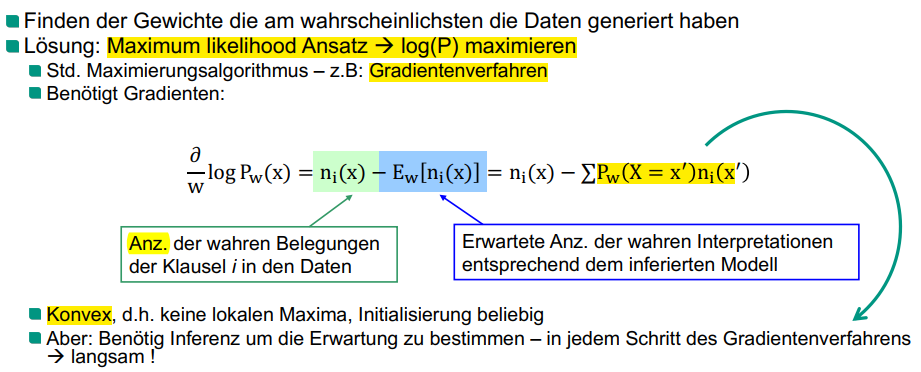 Finden der Gewichte die am wahrscheinlichsten die Daten generiert haben
Lösung: Maximum likelihood Ansatz → log(P) maximieren
Std. Maximierungsalgorithmus – z.B: Gradientenverfahren
Benötigt Gradienten:
∂/w log P_w(x) = n_i(x) − E_w[n_i(x)] = n_i(x) − ∑P_w(X = x′)n_i(x′)
Anz. der wahren Belegungen
der Klausel i in den Daten
Erwartete Anz. der wahren Interpretationen
entsprechend dem inferierten Modell
Konvex, d.h. keine lokalen Maxima, Initialisierung beliebig
Aber: Benötig Inferenz um die Erwartung zu bestimmen – in jedem Schritt des Gradientenverfahrens
→ langsam !